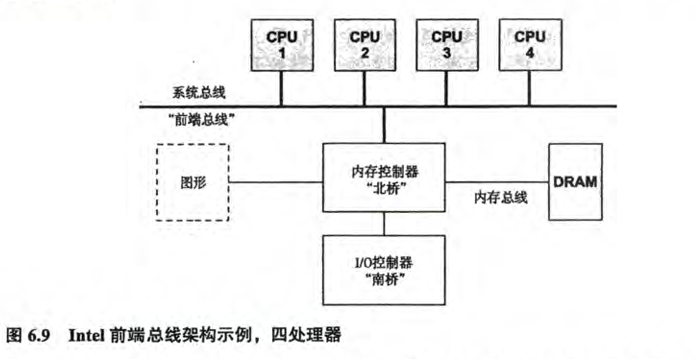 CPU
1
CPU
2
CPU
3
CPU
4
系统总线
"前端总线"
图形
内存控制器
"北桥"
内存总线
DRAM
I/O控制器
"南桥"
图 6.9 Intel 前端总线架构示例，四处理器